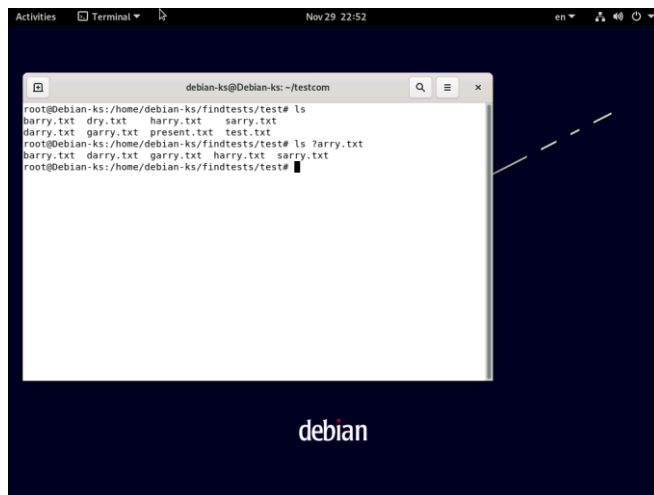 Activities Terminal Nov 29 22:52 en
debian-ks@Debian-ks: ~/testcom
root@Debian-ks:/home/debian-ks/findtests/test# ls
barry.txt dry.txt harry.txt sarry.txt
darry.txt garry.txt present.txt test.txt
root@Debian-ks:/home/debian-ks/findtests/test# ls ?arry.txt
barry.txt darry.txt garry.txt harry.txt sarry.txt
root@Debian-ks:/home/debian-ks/findtests/test#
debian